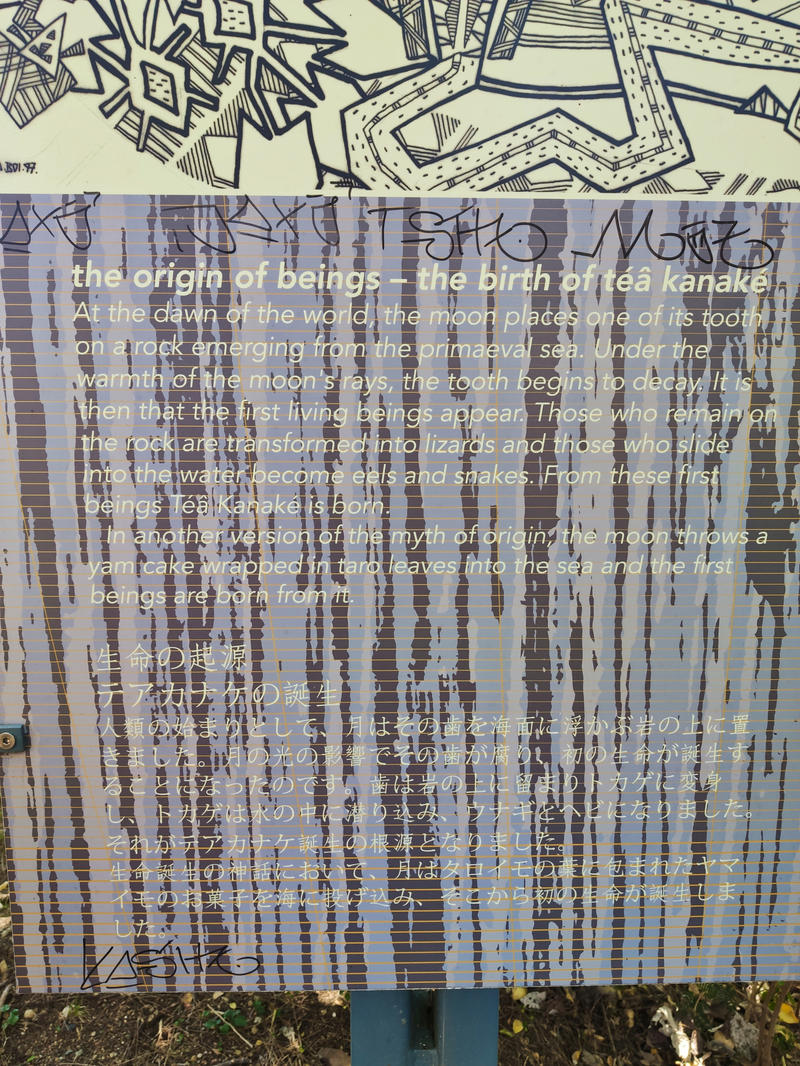 the origin of beings – the birth of téâ kanaké
At the dawn of the world, the moon places one of its tooth
on a rock emerging from the primaeval sea. Under the
warmth of the moon's rays, the tooth begins to decay. It is
then that the first living beings appear. Those who remain on
the rock are transformed into lizards and those who slide
into the water become eels and snakes. From these first
beings Téâ Kanaké is born.
In another version of the myth of origin, the moon throws a
yam cake wrapped in taro leaves into the sea and the first
beings are born from it.
生命の起源
テアカナケの誕生
人類の始まりとして、月はその歯を海面に浮かぶ岩の上に置
きました。月の光の影響でその歯が腐り、初の生命が誕生す
ることになったのです。歯は岩の上に留まりトカゲに変身
し、トカゲは水の中に潜り込み、ウナギとヘビになりました。
それがテアカナケ誕生の根源となりました。
生命誕生の神話において、月はタロイモの葉に包まれたヤマ
イモのお菓子を海に投げ込み、そこから初の生命が誕生しま
した。